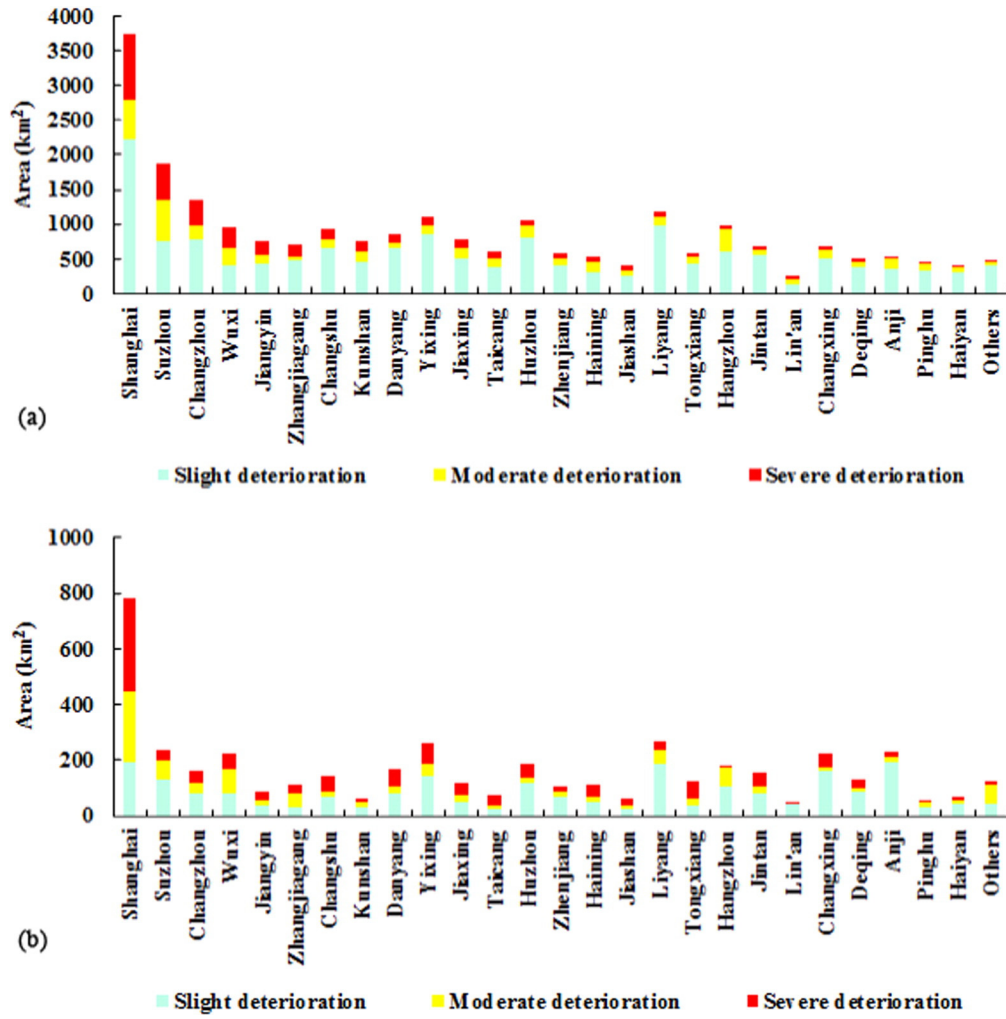 4000
3500
3000
2500
2000
1500
1000
500
0
Area (km²)
Shanghai
Suzhou
Changzhou
Wuxi
Jiangyin
Zhangjiagang
Changshu
Kunshan
Danyang
Yixing
Jiaxing
Taicang
Huzhou
Zhenjiang
Haining
Jiashan
Liyang
Tongxiang
Hangzhou
Jintan
Lin'an
Changxing
Deqing
Anji
Pinghu
Haiyan
Others
(a)
Slight deterioration Moderate deterioration Severe deterioration
1000
800
600
400
200
0
Area (km²)
Shanghai
Suzhou
Changzhou
Wuxi
Jiangyin
Zhangjiagang
Changshu
Kunshan
Danyang
Yixing
Jiaxing
Taicang
Huzhou
Zhenjiang
Haining
Jiashan
Liyang
Tongxiang
Hangzhou
Jintan
Lin'an
Changxing
Deqing
Anji
Pinghu
Haiyan
Others
(b)
Slight deterioration Moderate deterioration Severe deterioration